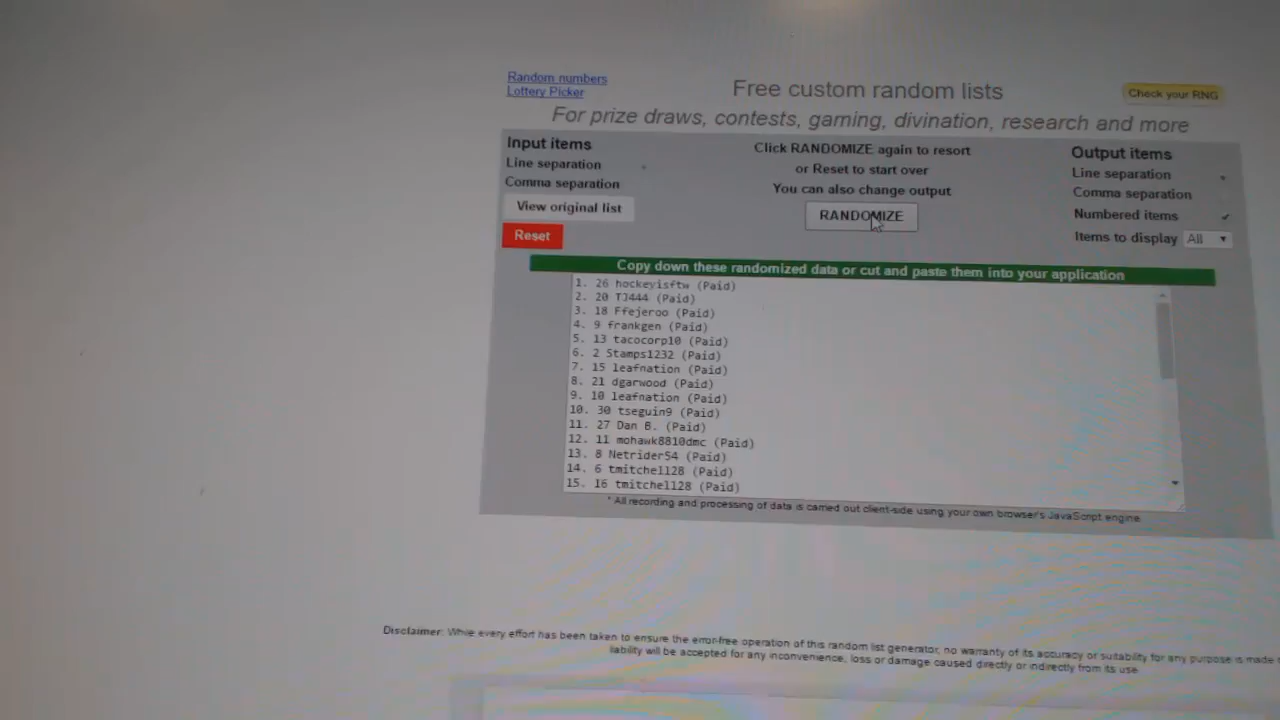 Random numbers
Lottery Picker
Free custom random lists
Check your RNG
For prize draws, contests, gaming, divination, research and more
Input items
Line separation
Comma separation
View original list
Reset
Click RANDOMIZE again to resort
or Reset to start over
You can also change output
RANDOMIZE
Output items
Line separation
Comma separation
Numbered items ✓
Items to display All
Copy down these randomized data or cut and paste them into your application
1. 26 hockeyisftw (Paid)
2. 20 TJ444 (Paid)
3. 18 Ffejeroo (Paid)
4. 9 frankgen (Paid)
5. 13 tacocorp10 (Paid)
6. 2 Stamps1232 (Paid)
7. 15 leafnation (Paid)
8. 21 dgarwood (Paid)
9. 10 leafnation (Paid)
10. 30 tseguin9 (Paid)
11. 27 Dan B. (Paid)
12. 11 mohawk8810dmc (Paid)
13. 8 Netrider54 (Paid)
14. 6 tmitchell28 (Paid)
15. 16 tmitchell28 (Paid)
* All recording and processing of data is carried out client-side using your own browser's JavaScript engine.
Disclaimer: While every effort has been taken to ensure the error-free operation of this random list generator, no warranty of its accuracy or suitability for any purpose is made
liability will be accepted for any inconvenience, loss or damage caused directly or indirectly from its use.